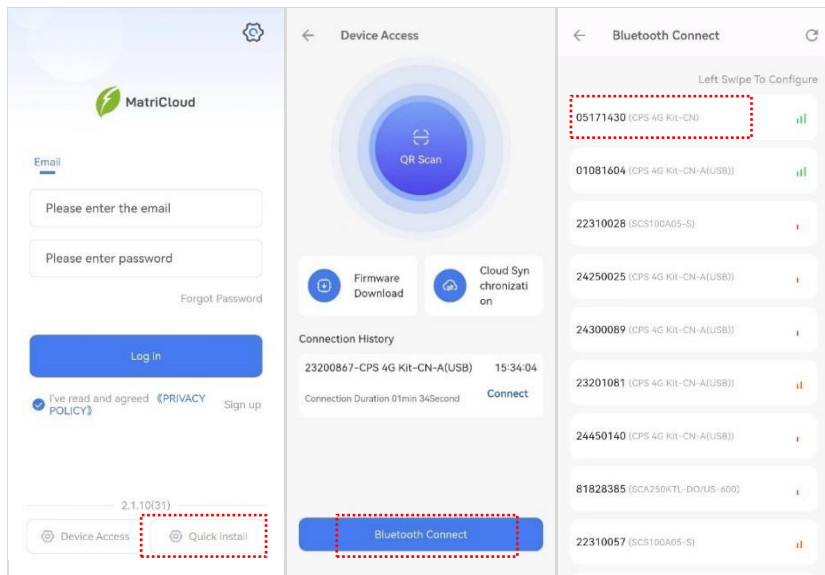 MatriCloud
Email
Please enter the email
Please enter password
Forgot Password
Log in
I've read and agreed 《PRIVACY
POLICY》
Sign up
2.1.10(31)
Device Access
Quick install
Device Access
QR Scan
Firmware
Download
Cloud Syn
chronizati
on
Connection History
23200867-CPS 4G Kit-CN-A(USB) 15:34:04
Connection Duration 01min 34Second Connect
Bluetooth Connect
Bluetooth Connect
Left Swipe To Configure
05171430 (CPS 4G Kit-CN)
01081604 (CPS 4G Kit-CN-A(USB))
22310028 (SCS100A05-S)
24250025 (CPS 4G Kit-CN-A(USB))
24300089 (CPS 4G Kit-CN-A(USB))
23201081 (CPS 4G Kit-CN-A(USB))
24450140 (CPS 4G Kit-CN-A(USB))
81828385 (SCA250KTL-DO/US-600)
22310057 (SCS100A05-S)